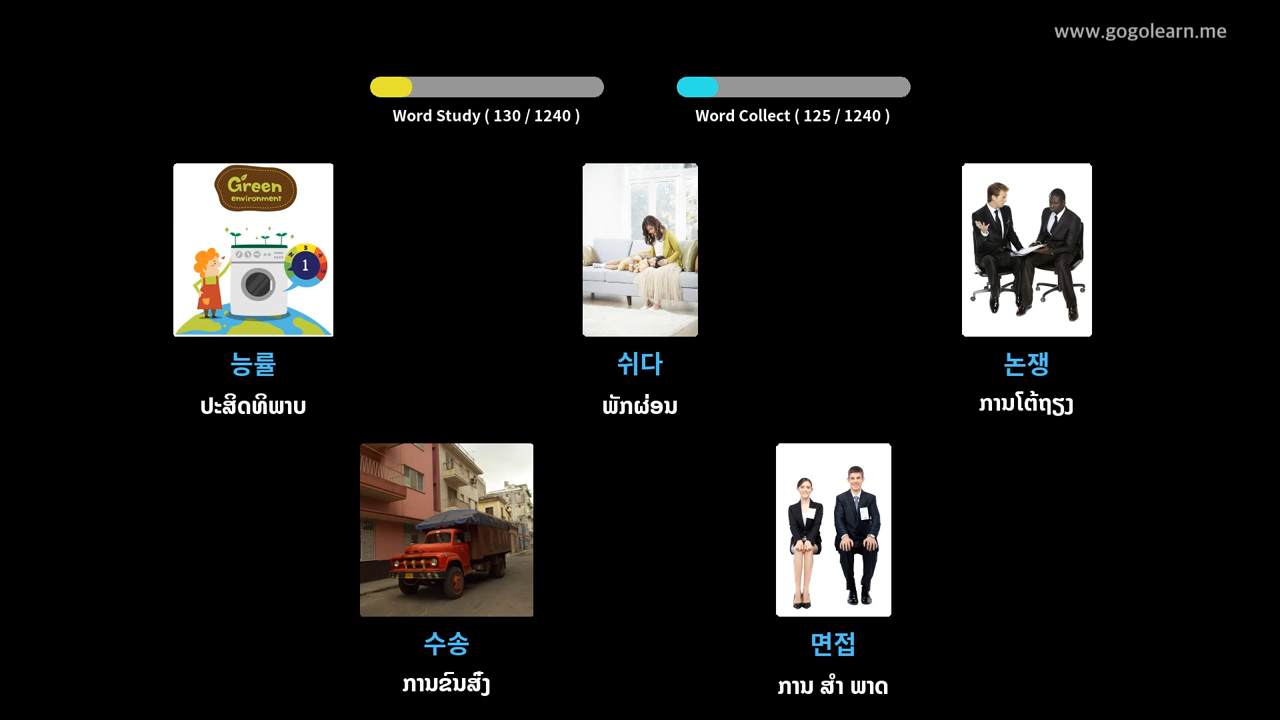 www.gogolearn.me
Word Study ( 130 / 1240 )
Word Collect ( 125 / 1240 )
Green
environment
3
1
능률
쉬다
논쟁
ປະສິດທິພາບ
ພັກຜ່ອນ
ການໂຕ້ຖຽງ
수송
면접
ການຂົນສົ່ງ
ການ ສຳ ພາດ